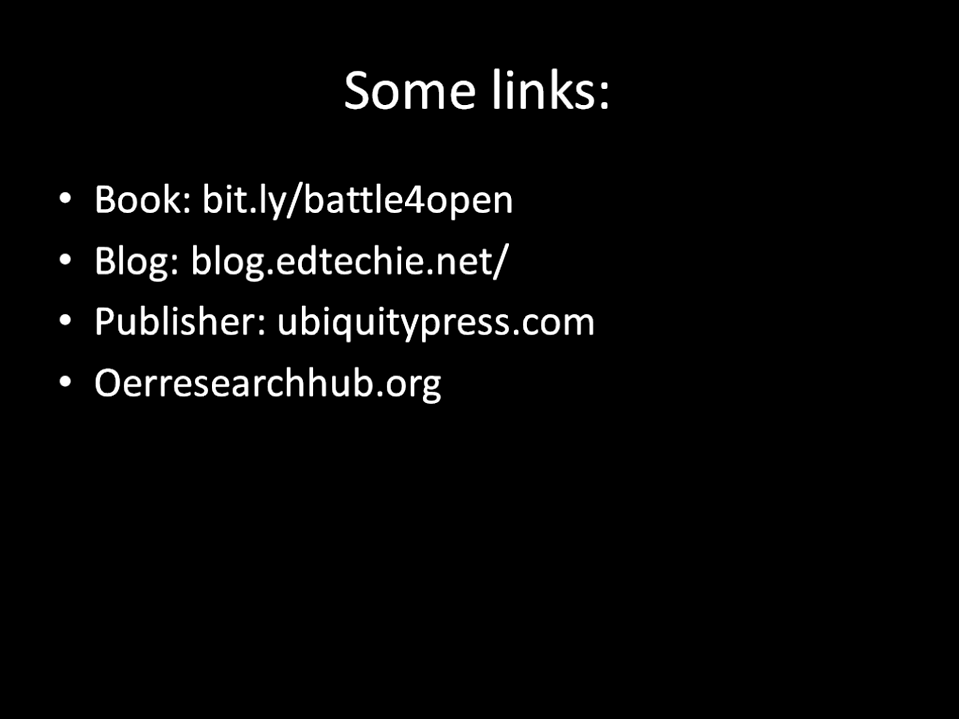 Some links:
• Book: bit.ly/battle4open
• Blog: blog.edtechie.net/
• Publisher: ubiquitypress.com
• Oerresearchhub.org